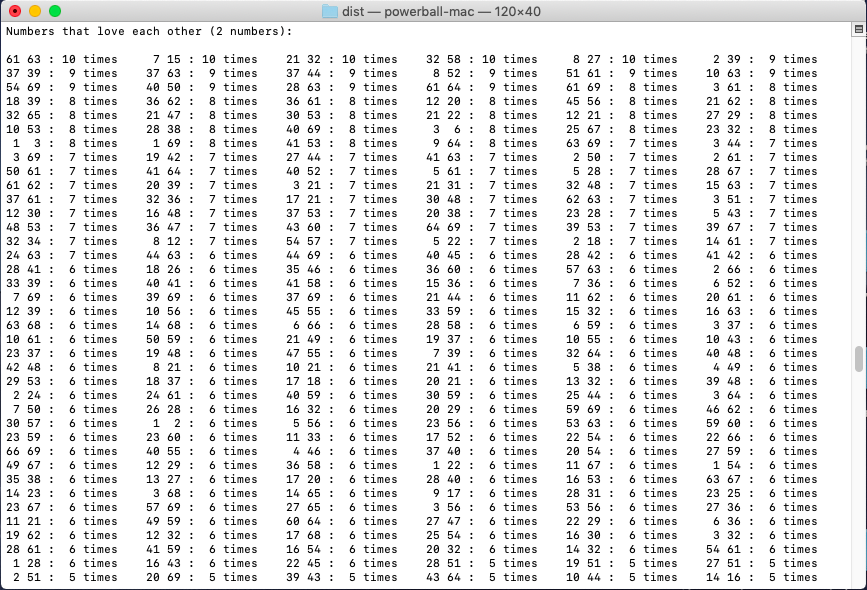 dist — powerball-mac — 120×40
Numbers that love each other (2 numbers):
61 63 : 10 times 7 15 : 10 times 21 32 : 10 times 32 58 : 10 times 8 27 : 10 times 2 39 : 9 times
37 39 : 9 times 37 63 : 9 times 37 44 : 9 times 8 52 : 9 times 51 61 : 9 times 10 63 : 9 times
54 69 : 9 times 40 50 : 9 times 28 63 : 9 times 61 64 : 9 times 61 69 : 8 times 3 61 : 8 times
18 39 : 8 times 36 62 : 8 times 36 61 : 8 times 12 20 : 8 times 45 56 : 8 times 21 62 : 8 times
32 65 : 8 times 21 47 : 8 times 30 53 : 8 times 21 22 : 8 times 12 21 : 8 times 27 29 : 8 times
10 53 : 8 times 28 38 : 8 times 40 69 : 8 times 3 6 : 8 times 25 67 : 8 times 23 32 : 8 times
1 3 : 8 times 1 69 : 8 times 41 53 : 8 times 9 64 : 8 times 63 69 : 7 times 3 44 : 7 times
3 69 : 7 times 19 42 : 7 times 27 44 : 7 times 41 63 : 7 times 2 50 : 7 times 2 61 : 7 times
50 61 : 7 times 41 64 : 7 times 40 52 : 7 times 5 61 : 7 times 5 28 : 7 times 28 67 : 7 times
61 62 : 7 times 20 39 : 7 times 3 21 : 7 times 21 31 : 7 times 32 48 : 7 times 15 63 : 7 times
37 61 : 7 times 32 36 : 7 times 17 21 : 7 times 30 48 : 7 times 62 63 : 7 times 3 51 : 7 times
12 30 : 7 times 16 48 : 7 times 37 53 : 7 times 20 38 : 7 times 23 28 : 7 times 5 43 : 7 times
48 53 : 7 times 36 47 : 7 times 43 60 : 7 times 64 69 : 7 times 39 53 : 7 times 39 67 : 7 times
32 34 : 7 times 8 12 : 7 times 54 57 : 7 times 5 22 : 7 times 2 18 : 7 times 14 61 : 7 times
24 63 : 7 times 44 63 : 6 times 44 69 : 6 times 40 45 : 6 times 28 42 : 6 times 41 42 : 6 times
28 41 : 6 times 18 26 : 6 times 35 46 : 6 times 36 60 : 6 times 57 63 : 6 times 2 66 : 6 times
33 39 : 6 times 40 41 : 6 times 41 58 : 6 times 15 36 : 6 times 7 36 : 6 times 6 52 : 6 times
7 69 : 6 times 39 69 : 6 times 37 69 : 6 times 21 44 : 6 times 11 62 : 6 times 20 61 : 6 times
12 39 : 6 times 10 56 : 6 times 45 55 : 6 times 33 59 : 6 times 15 32 : 6 times 16 63 : 6 times
63 68 : 6 times 14 68 : 6 times 6 66 : 6 times 28 58 : 6 times 6 59 : 6 times 3 37 : 6 times
10 61 : 6 times 50 59 : 6 times 21 49 : 6 times 19 37 : 6 times 10 55 : 6 times 10 43 : 6 times
23 37 : 6 times 19 48 : 6 times 47 55 : 6 times 7 39 : 6 times 32 64 : 6 times 40 48 : 6 times
42 48 : 6 times 8 21 : 6 times 10 21 : 6 times 21 41 : 6 times 5 38 : 6 times 4 49 : 6 times
29 53 : 6 times 18 37 : 6 times 17 18 : 6 times 20 21 : 6 times 13 32 : 6 times 39 48 : 6 times
2 24 : 6 times 24 61 : 6 times 40 59 : 6 times 30 59 : 6 times 25 44 : 6 times 3 64 : 6 times
7 50 : 6 times 26 28 : 6 times 16 32 : 6 times 20 29 : 6 times 59 69 : 6 times 46 62 : 6 times
30 57 : 6 times 1 2 : 6 times 5 56 : 6 times 23 56 : 6 times 53 63 : 6 times 59 60 : 6 times
23 59 : 6 times 23 60 : 6 times 11 33 : 6 times 17 52 : 6 times 22 54 : 6 times 22 66 : 6 times
66 69 : 6 times 40 55 : 6 times 4 46 : 6 times 37 40 : 6 times 20 54 : 6 times 27 59 : 6 times
49 67 : 6 times 12 29 : 6 times 36 58 : 6 times 1 22 : 6 times 11 67 : 6 times 1 54 : 6 times
35 38 : 6 times 13 27 : 6 times 17 20 : 6 times 28 40 : 6 times 16 53 : 6 times 63 67 : 6 times
14 23 : 6 times 3 68 : 6 times 14 65 : 6 times 9 17 : 6 times 28 31 : 6 times 23 25 : 6 times
23 67 : 6 times 57 69 : 6 times 27 65 : 6 times 3 56 : 6 times 53 56 : 6 times 27 36 : 6 times
11 21 : 6 times 49 59 : 6 times 60 64 : 6 times 27 47 : 6 times 22 29 : 6 times 6 36 : 6 times
19 62 : 6 times 12 32 : 6 times 17 68 : 6 times 25 54 : 6 times 16 30 : 6 times 3 32 : 6 times
28 61 : 6 times 41 59 : 6 times 16 54 : 6 times 20 32 : 6 times 14 32 : 6 times 54 61 : 6 times
1 28 : 6 times 16 43 : 6 times 22 45 : 6 times 28 51 : 5 times 19 51 : 5 times 27 51 : 5 times
2 51 : 5 times 20 69 : 5 times 39 43 : 5 times 43 64 : 5 times 10 44 : 5 times 14 16 : 5 times